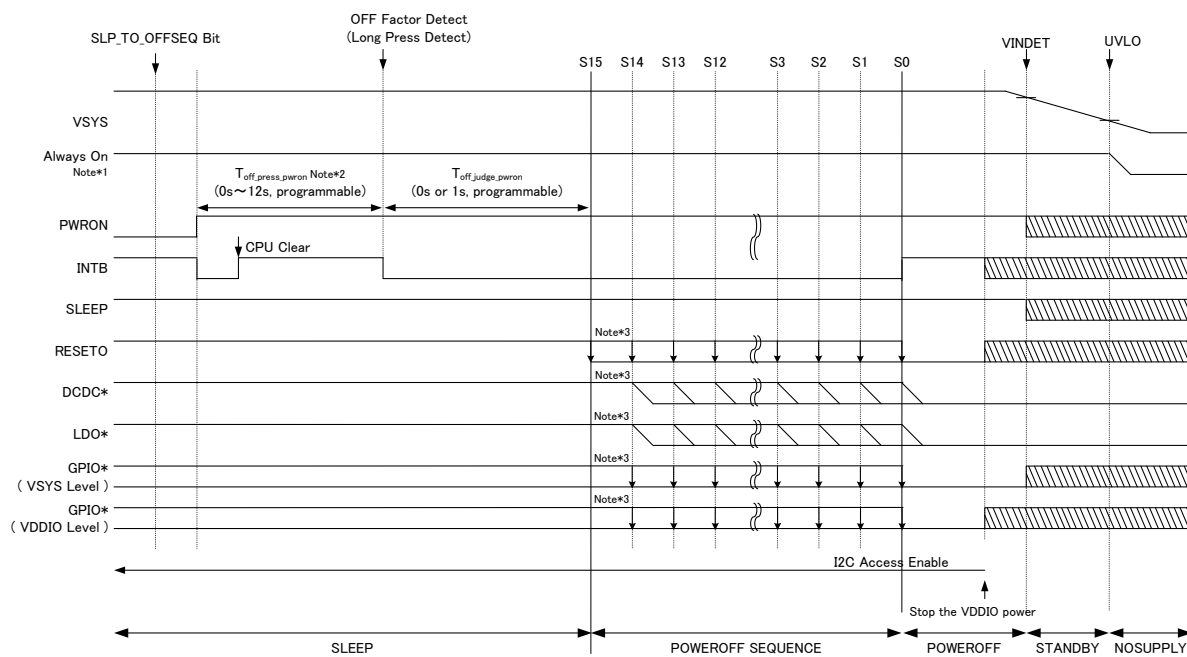 SLP_TO_OFFSEQ Bit
OFF Factor Detect
(Long Press Detect)
VINDET
UVLO
S15 S14 S13 S12 S3 S2 S1 S0
VSYS
Always On
Note*1
Toff_press_pwron Note*2
(0s～12s, programmable)
Toff_judge_pwron
(0s or 1s, programmable)
PWRON
CPU Clear
INTB
SLEEP
Note*3
RESETO
Note*3
DCDC*
Note*3
LDO*
Note*3
GPIO*
( VSYS Level )
Note*3
GPIO*
( VDDIO Level )
I2C Access Enable
Stop the VDDIO power
SLEEP POWEROFF SEQUENCE POWEROFF STANDBY NOSUPPLY